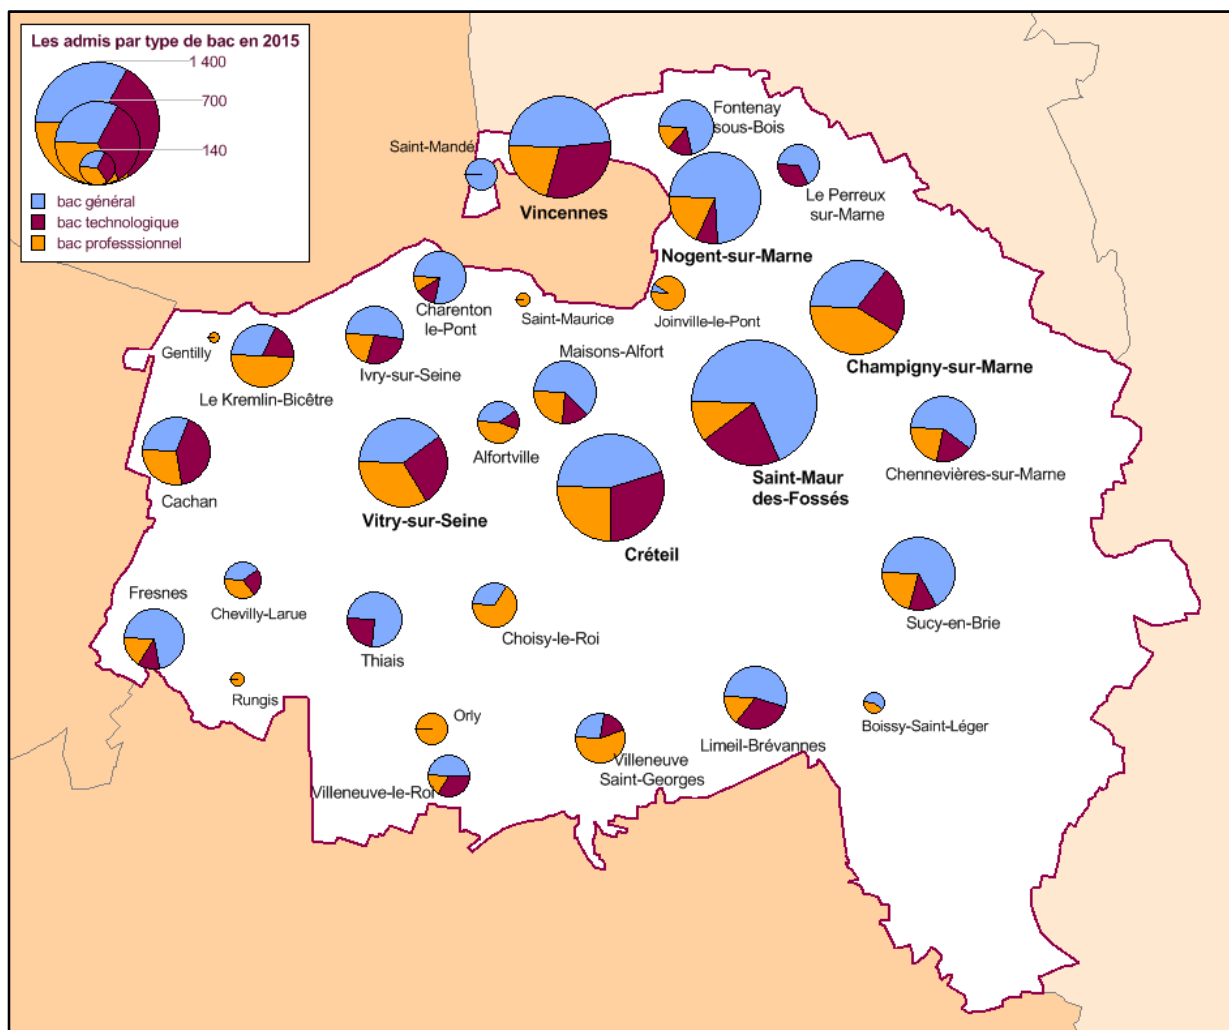 Les admis par type de bac en 2015
1 400
700
140
bac général
bac technologique
bac professsionnel
Saint-Mandé
Vincennes
Fontenay
sous-Bois
Le Perreux
sur-Marne
Nogent-sur-Marne
Charenton
le-Pont
Saint-Maurice
Joinville-le-Pont
Champigny-sur-Marne
Gentilly
Le Kremlin-Bicêtre
Ivry-sur-Seine
Maisons-Alfort
Alfortville
Cachan
Vitry-sur-Seine
Créteil
Saint-Maur
des-Fossés
Chennevières-sur-Marne
Fresnes
Chevilly-Larue
Thiais
Choisy-le-Roi
Sucy-en-Brie
Rungis
Orly
Villeneuve-le-Roi
Villeneuve
Saint-Georges
Limeil-Brévannes
Boissy-Saint-Léger